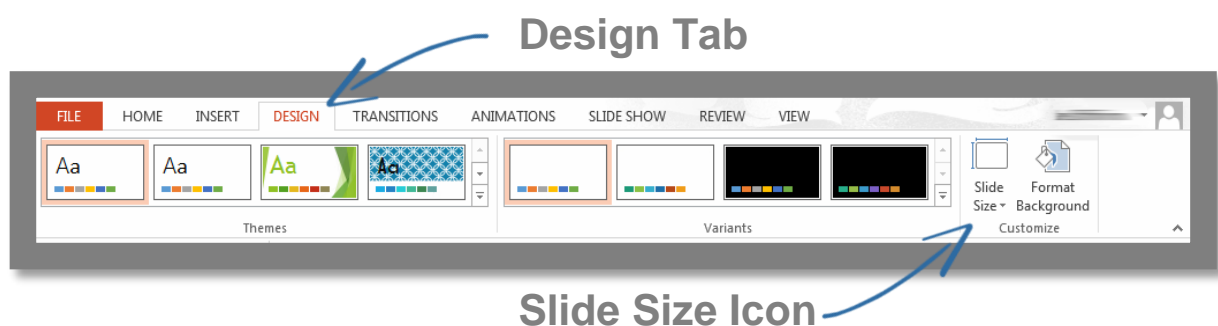 Design Tab
FILE HOME INSERT DESIGN TRANSITIONS ANIMATIONS SLIDE SHOW REVIEW VIEW
Aa Aa Aa Aa
Slide Format
Size Background
Themes Variants Customize
Slide Size Icon